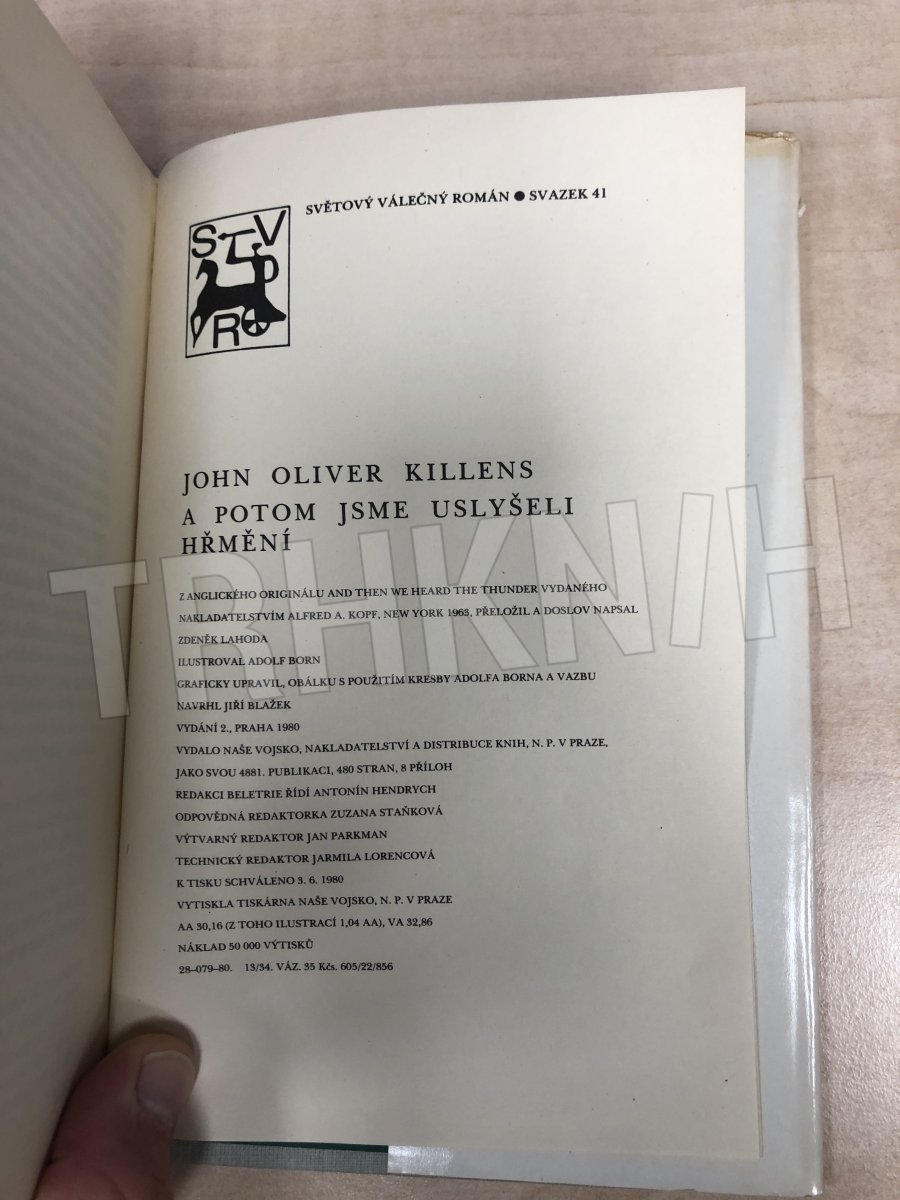 SVĚTOVÝ VÁLEČNÝ ROMÁN ● SVAZEK 41
S V
P
R
JOHN OLIVER KILLENS
A POTOM JSME USLYŠELI
HŘMĚNÍ
TRHKNIH
Z ANGLICKÉHO ORIGINÁLU AND THEN WE HEARD THE THUNDER VYDANÉHO
NAKLADATELSTVÍM ALFRED A. KOPF, NEW YORK 1963, PŘELOŽIL A DOSLOV NAPSAL
ZDENĚK LAHODA
ILUSTROVAL ADOLF BORN
GRAFICKY UPRAVIL, OBÁLKU S POUŽITÍM KRESBY ADOLFA BORNA A VAZBU
NAVRHL JIŘÍ BLAŽEK
VYDÁNÍ 2., PRAHA 1980
VYDALO NAŠE VOJSKO, NAKLADATELSTVÍ A DISTRIBUCE KNIH, N. P. V PRAZE,
JAKO SVOU 4881. PUBLIKACI, 480 STRAN, 8 PŘÍLOH
REDAKCI BELETRIE ŘÍDÍ ANTONÍN HENDRYCH
ODPOVĚDNÁ REDAKTORKA ZUZANA STAŇKOVÁ
VÝTVARNÝ REDAKTOR JAN PARKMAN
TECHNICKÝ REDAKTOR JARMILA LORENCOVÁ
K TISKU SCHVÁLENO 3. 6. 1980
VYTISKLA TISKÁRNA NAŠE VOJSKO, N. P. V PRAZE
AA 30,16 (Z TOHO ILUSTRACÍ 1,04 AA), VA 32,86
NÁKLAD 50 000 VÝTISKŮ
28–079–80. 13/34. VÁZ. 35 Kčs. 605/22/856